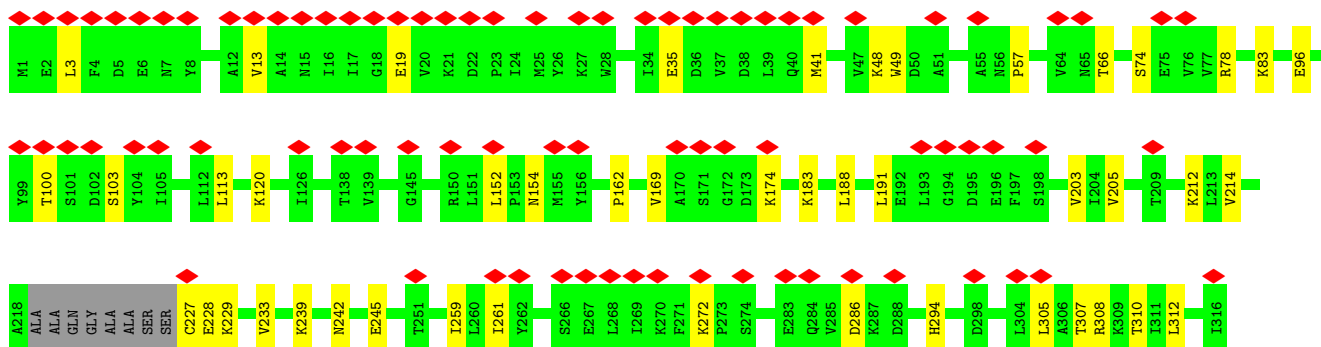 M1 E2 L3 F4 D5 E6 N7 Y8 A12 V13 A14 N15 I16 I17 G18 E19 V20 K21 D22 P23 I24 M25 Y26 K27 W28 I34 E35 D36 V37 D38 L39 Q40 M41 V47 K48 W49 D50 A51 A55 N56 P57 V64 N65 T66 S74 E75 V76 V77 R78 K83 E96
Y99 T100 S101 D102 S103 Y104 I105 L112 L113 K120 I126 T138 V139 G145 R150 L151 L152 P153 N154 M155 Y156 P162 V169 A170 S171 G172 D173 K174 K183 L188 L191 E192 L193 G194 D195 E196 F197 S198 V203 I204 V205 T209 K212 L213 V214
A218 ALA ALA GLN GLY ALA ALA SER SER C227 E228 K229 V233 K239 N242 E245 T251 I259 L260 I261 Y262 S266 E267 L268 I269 K270 F271 K272 P273 S274 E283 Q284 V285 D286 K287 D288 H294 D298 L304 L305 A306 T307 R308 K309 T310 I311 L312 I316